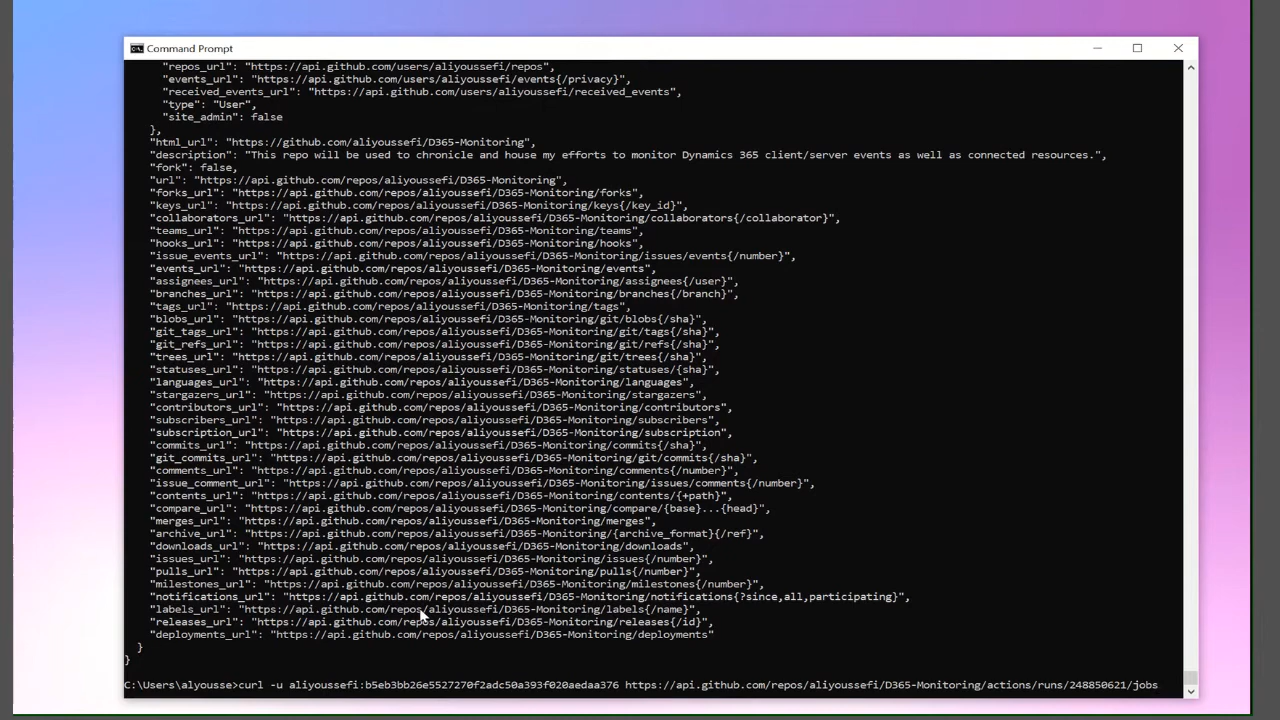 Command Prompt
"repos_url": "https://api.github.com/users/aliyoussefi/repos",
"events_url": "https://api.github.com/users/aliyoussefi/events{/privacy}",
"received_events_url": "https://api.github.com/users/aliyoussefi/received_events",
"type": "User",
"site_admin": false
},
"html_url": "https://github.com/aliyoussefi/D365-Monitoring",
"description": "This repo will be used to chronicle and house my efforts to monitor Dynamics 365 client/server events as well as connected resources.",
"fork": false,
"url": "https://api.github.com/repos/aliyoussefi/D365-Monitoring",
"forks_url": "https://api.github.com/repos/aliyoussefi/D365-Monitoring/forks",
"keys_url": "https://api.github.com/repos/aliyoussefi/D365-Monitoring/keys{/key_id}",
"collaborators_url": "https://api.github.com/repos/aliyoussefi/D365-Monitoring/collaborators{/collaborator}",
"teams_url": "https://api.github.com/repos/aliyoussefi/D365-Monitoring/teams",
"hooks_url": "https://api.github.com/repos/aliyoussefi/D365-Monitoring/hooks",
"issue_events_url": "https://api.github.com/repos/aliyoussefi/D365-Monitoring/issues/events{/number}",
"events_url": "https://api.github.com/repos/aliyoussefi/D365-Monitoring/events",
"assignees_url": "https://api.github.com/repos/aliyoussefi/D365-Monitoring/assignees{/user}",
"branches_url": "https://api.github.com/repos/aliyoussefi/D365-Monitoring/branches{/branch}",
"tags_url": "https://api.github.com/repos/aliyoussefi/D365-Monitoring/tags",
"blobs_url": "https://api.github.com/repos/aliyoussefi/D365-Monitoring/git/blobs{/sha}",
"git_tags_url": "https://api.github.com/repos/aliyoussefi/D365-Monitoring/git/tags{/sha}",
"git_refs_url": "https://api.github.com/repos/aliyoussefi/D365-Monitoring/git/refs{/sha}",
"trees_url": "https://api.github.com/repos/aliyoussefi/D365-Monitoring/git/trees{/sha}",
"statuses_url": "https://api.github.com/repos/aliyoussefi/D365-Monitoring/statuses/{sha}",
"languages_url": "https://api.github.com/repos/aliyoussefi/D365-Monitoring/languages",
"stargazers_url": "https://api.github.com/repos/aliyoussefi/D365-Monitoring/stargazers",
"contributors_url": "https://api.github.com/repos/aliyoussefi/D365-Monitoring/contributors",
"subscribers_url": "https://api.github.com/repos/aliyoussefi/D365-Monitoring/subscribers",
"subscription_url": "https://api.github.com/repos/aliyoussefi/D365-Monitoring/subscription",
"commits_url": "https://api.github.com/repos/aliyoussefi/D365-Monitoring/commits{/sha}",
"git_commits_url": "https://api.github.com/repos/aliyoussefi/D365-Monitoring/git/commits{/sha}",
"comments_url": "https://api.github.com/repos/aliyoussefi/D365-Monitoring/comments{/number}",
"issue_comment_url": "https://api.github.com/repos/aliyoussefi/D365-Monitoring/issues/comments{/number}",
"contents_url": "https://api.github.com/repos/aliyoussefi/D365-Monitoring/contents/{+path}",
"compare_url": "https://api.github.com/repos/aliyoussefi/D365-Monitoring/compare/{base}...{head}",
"merges_url": "https://api.github.com/repos/aliyoussefi/D365-Monitoring/merges",
"archive_url": "https://api.github.com/repos/aliyoussefi/D365-Monitoring/{archive_format}{/ref}",
"downloads_url": "https://api.github.com/repos/aliyoussefi/D365-Monitoring/downloads",
"issues_url": "https://api.github.com/repos/aliyoussefi/D365-Monitoring/issues{/number}",
"pulls_url": "https://api.github.com/repos/aliyoussefi/D365-Monitoring/pulls{/number}",
"milestones_url": "https://api.github.com/repos/aliyoussefi/D365-Monitoring/milestones{/number}",
"notifications_url": "https://api.github.com/repos/aliyoussefi/D365-Monitoring/notifications{?since,all,participating}",
"labels_url": "https://api.github.com/repos/aliyoussefi/D365-Monitoring/labels{/name}",
"releases_url": "https://api.github.com/repos/aliyoussefi/D365-Monitoring/releases{/id}",
"deployments_url": "https://api.github.com/repos/aliyoussefi/D365-Monitoring/deployments"
}
}
C:\Users\alyousse>curl -u aliyoussefi:b5eb3bb26e5527270f2adc50a393f020aedaa376 https://api.github.com/repos/aliyoussefi/D365-Monitoring/actions/runs/248850621/jobs